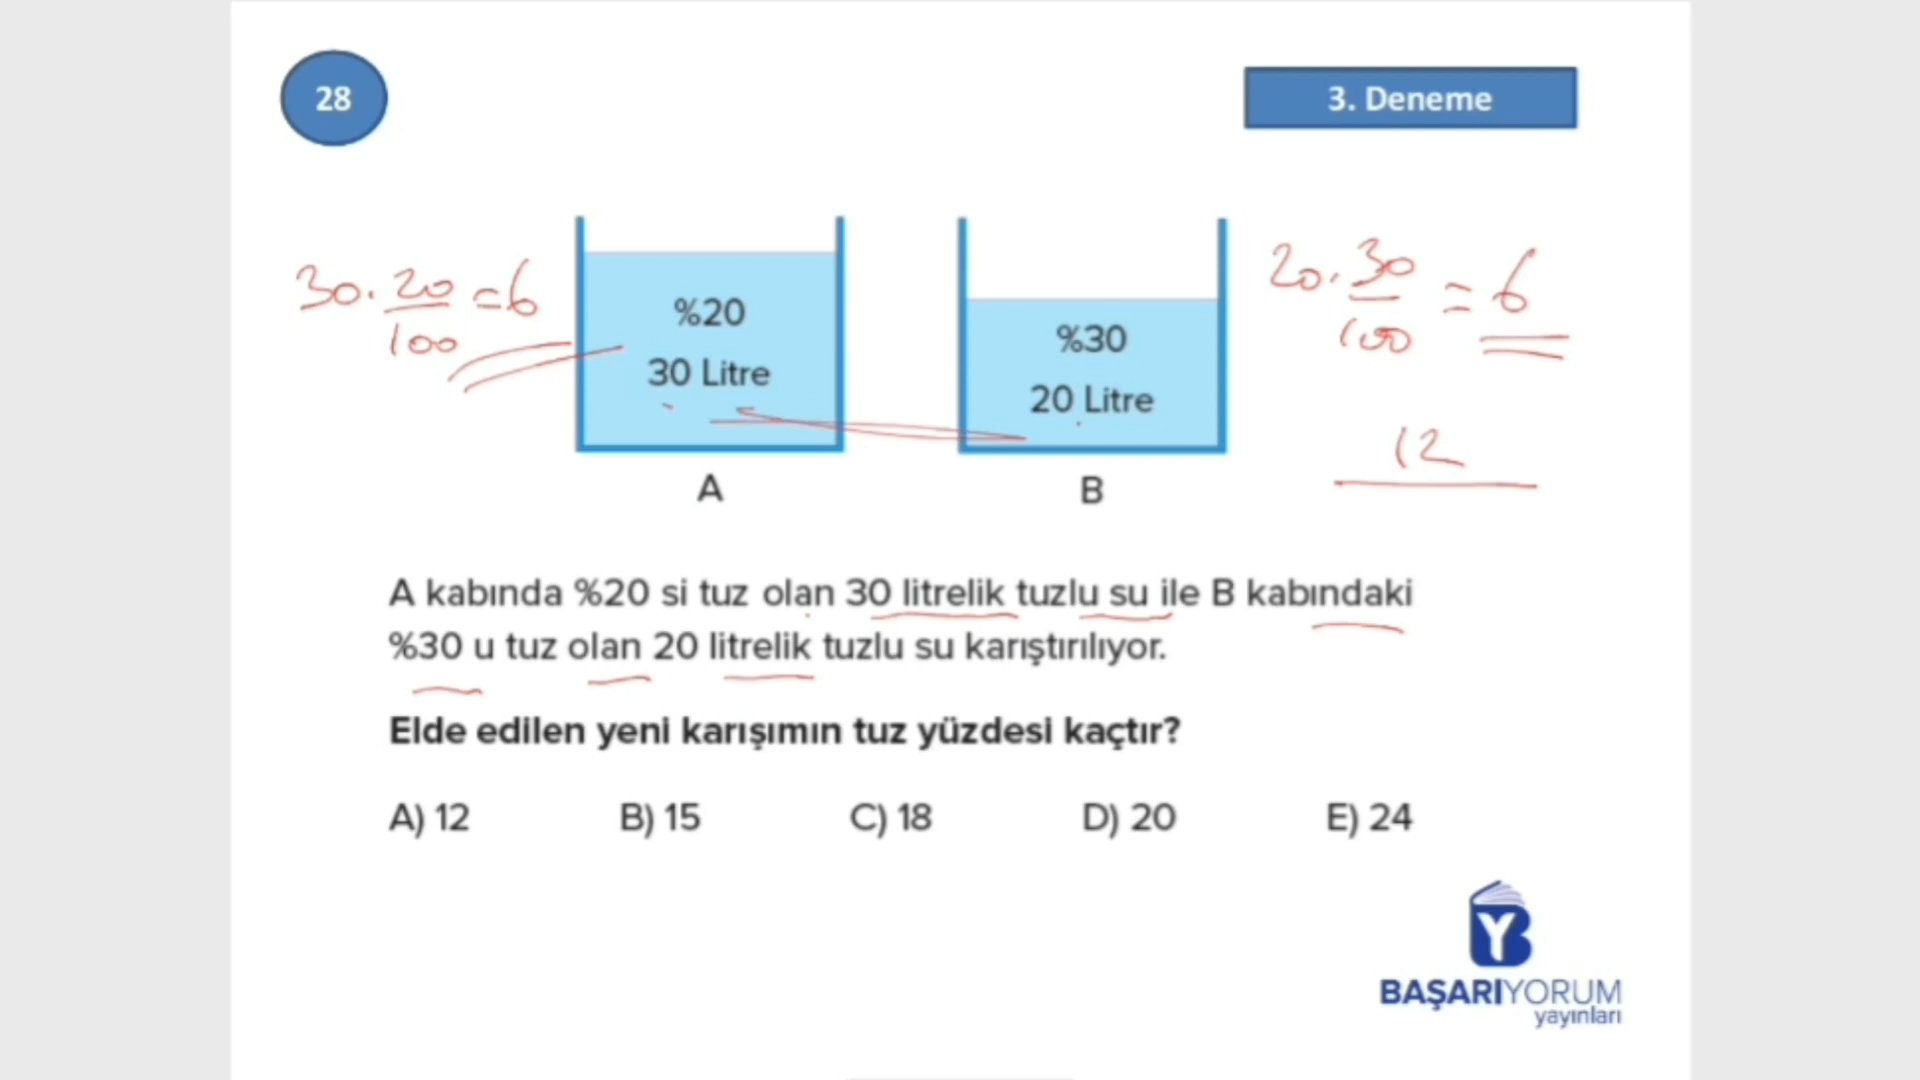 28
3. Deneme
30 . 20/100 = 6
%20
30 Litre
A
%30
20 Litre
B
20 . 30/100 = 6
12
A kabında %20 si tuz olan 30 litrelik tuzlu su ile B kabındaki
%30 u tuz olan 20 litrelik tuzlu su karıştırılıyor.
Elde edilen yeni karışımın tuz yüzdesi kaçtır?
A) 12 B) 15 C) 18 D) 20 E) 24
BAŞARIYORUM
yayınları